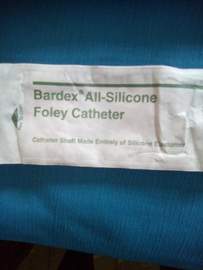 Bardex® All-Silicone
Foley Catheter
Catheter Shaft Made Entirely of Silicone